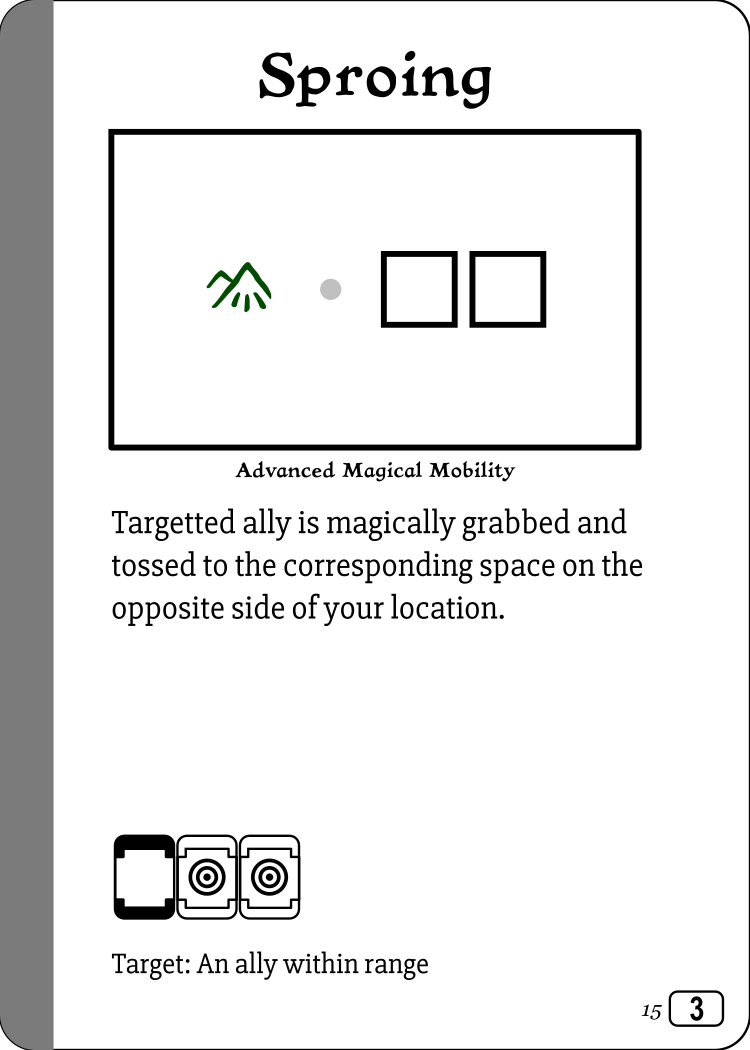 Sproing
Advanced Magical Mobility
Targetted ally is magically grabbed and
tossed to the corresponding space on the
opposite side of your location.
Target: An ally within range
15 3